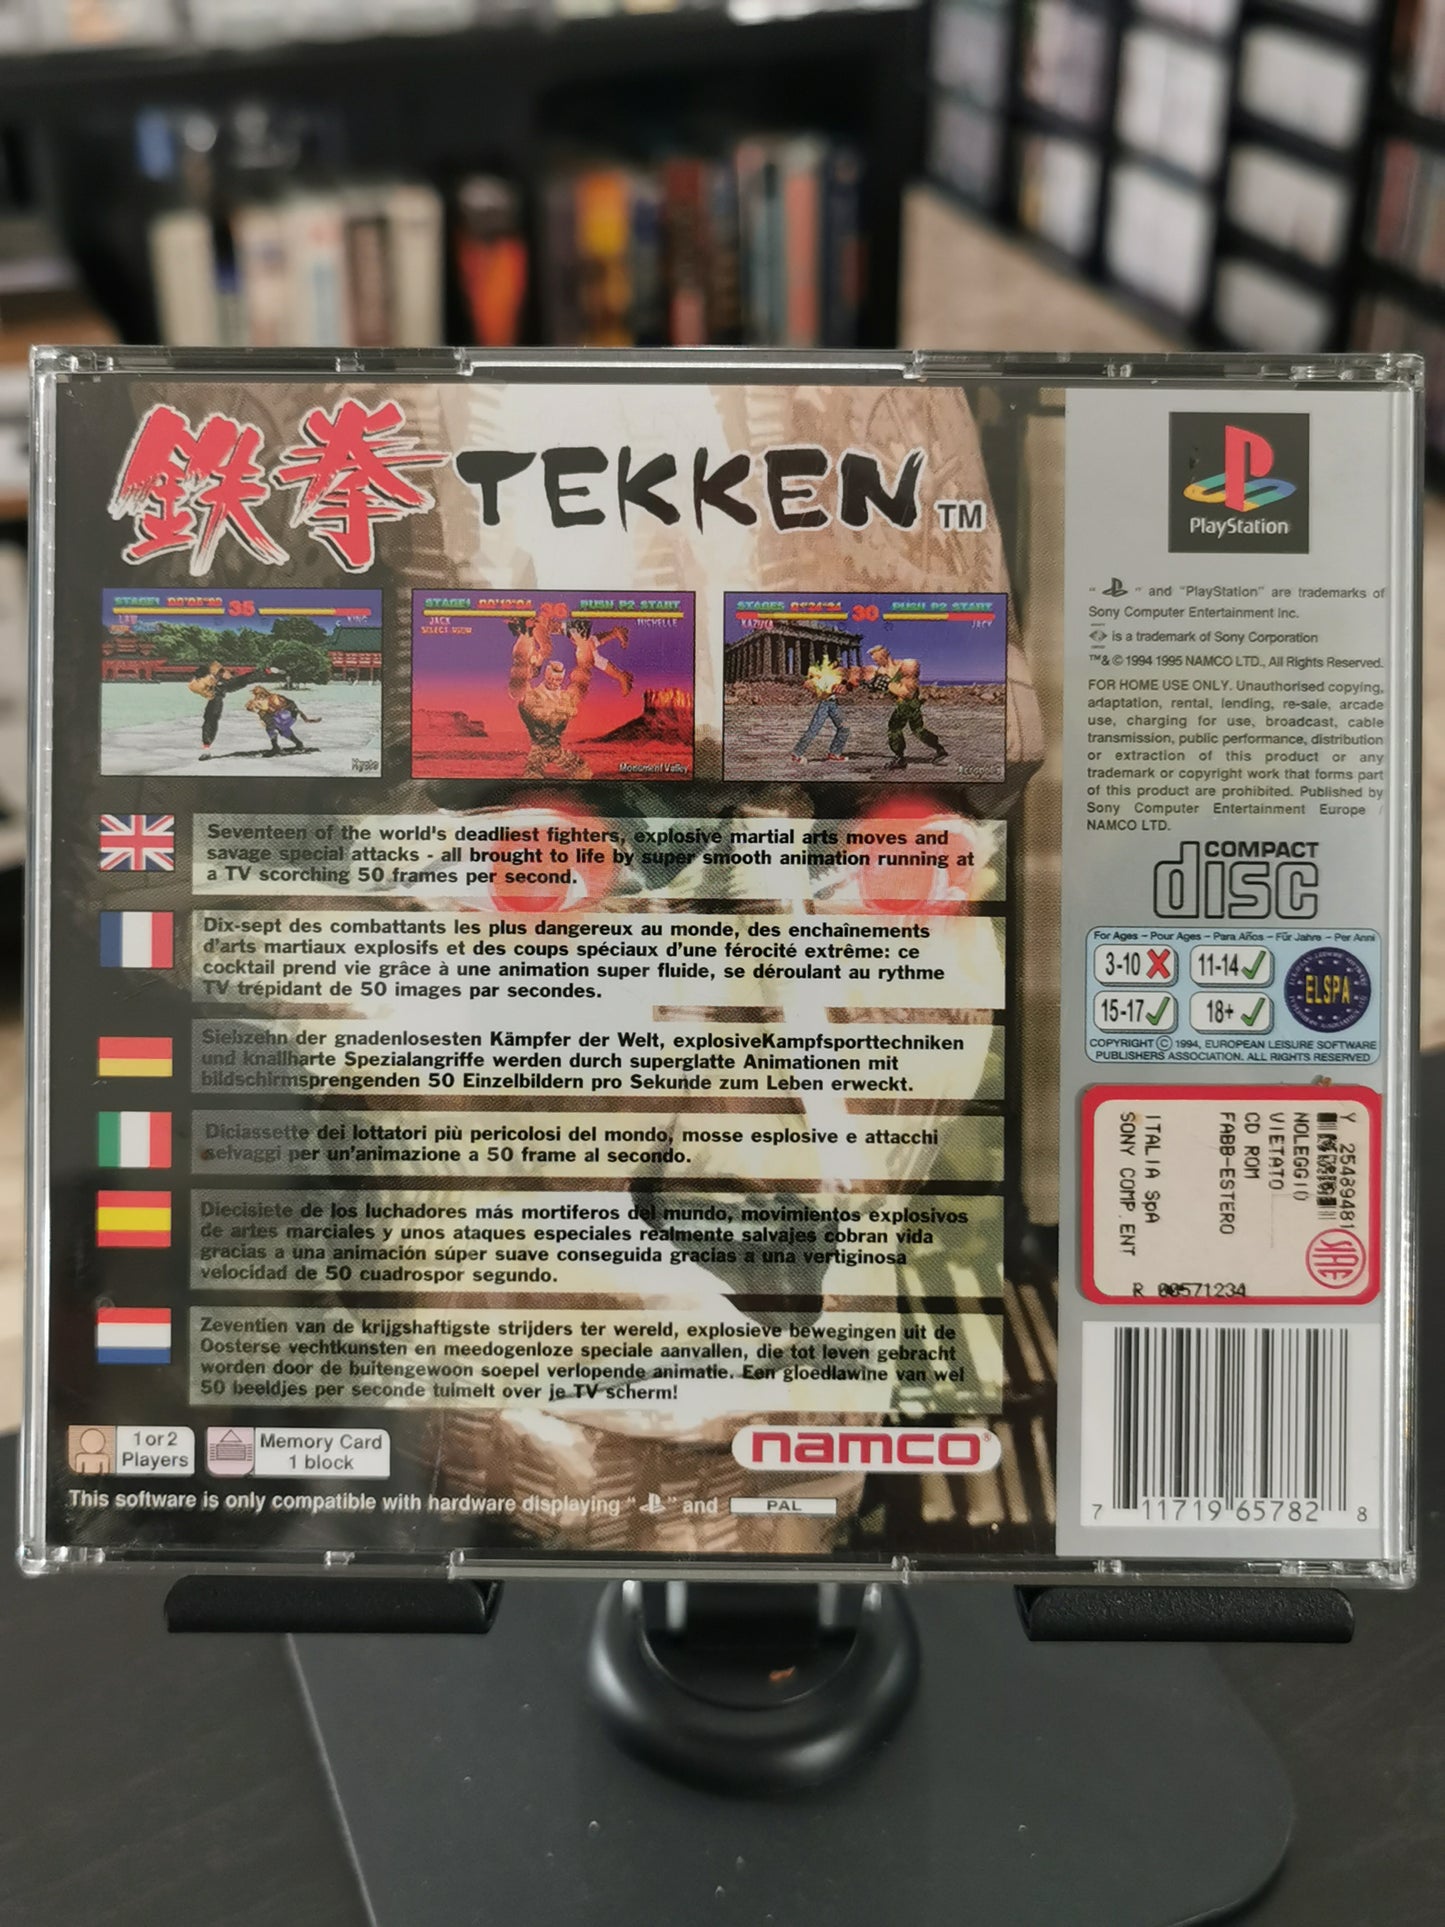 鉄拳 TEKKEN TM
STAGE1 0'05"92 35
LAW KING
Kyoto
STAGE1 0'12"04 36 PUSH P2 START
JACK MICHELLE
Monument Valley
STAGE5 30 PUSH P2 START
KAZUYA JACK
Acropolis
Seventeen of the world's deadliest fighters, explosive martial arts moves and
savage special attacks - all brought to life by super smooth animation running at
a TV scorching 50 frames per second.
Dix-sept des combattants les plus dangereux au monde, des enchaînements
d'arts martiaux explosifs et des coups spéciaux d'une férocité extrême: ce
cocktail prend vie grâce à une animation super fluide, se déroulant au rythme
TV trépidant de 50 images par secondes.
Siebzehn der gnadenlosesten Kämpfer der Welt, explosiveKampfsporttechniken
und knallharte Spezialangriffe werden durch superglatte Animationen mit
bildschirmsprengenden 50 Einzelbildern pro Sekunde zum Leben erweckt.
Diciassette dei lottatori più pericolosi del mondo, mosse esplosive e attacchi
selvaggi per un'animazione a 50 frame al secondo.
Diecisiete de los luchadores más mortiferos del mundo, movimientos explosivos
de artes marciales y unos ataques especiales realmente salvajes cobran vida
gracias a una animación súper suave conseguida gracias a una vertiginosa
velocidad de 50 cuadrospor segundo.
Zeventien van de krijgshaftigste strijders ter wereld, explosieve bewegingen uit de
Oosterse vechtkunsten en meedogenloze speciale aanvallen, die tot leven gebracht
worden door de buitengewoon soepel verlopende animatie. Een gloedlawine van wel
50 beeldjes per seconde tuimelt over je TV scherm!
1 or 2
Players
Memory Card
1 block
namco®
This software is only compatible with hardware displaying " " and PAL
PlayStation
" " and "PlayStation" are trademarks of
Sony Computer Entertainment Inc.
is a trademark of Sony Corporation
™& © 1994 1995 NAMCO LTD., All Rights Reserved.
FOR HOME USE ONLY. Unauthorised copying,
adaptation, rental, lending, re-sale, arcade
use, charging for use, broadcast, cable
transmission, public performance, distribution
or extraction of this product or any
trademark or copyright work that forms part
of this product are prohibited. Published by
Sony Computer Entertainment Europe /
NAMCO LTD.
COMPACT
disc
For Ages - Pour Ages - Para Años - Für Jahre - Per Anni
3-10 11-14
15-17 18+
ELSPA
COPYRIGHT © 1994, EUROPEAN LEISURE SOFTWARE
PUBLISHERS ASSOCIATION. ALL RIGHTS RESERVED
Y 25489481
NOLEGGIO
VIETATO
CD ROM
FABB-ESTERO
ITALIA SpA
SONY COMP.ENT
SIAE
R 00571234
7 11719 65782 8